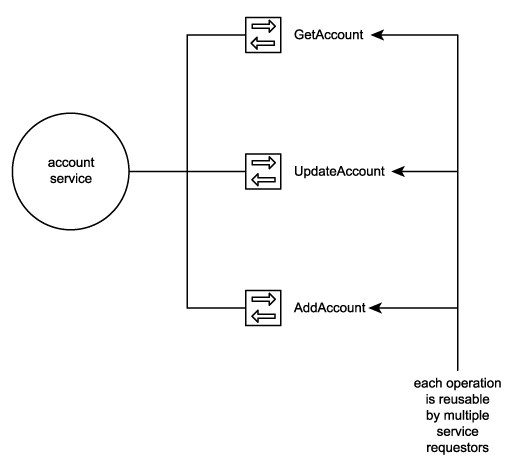 GetAccount
account
service
UpdateAccount
AddAccount
each operation
is reusable
by multiple
service
requestors